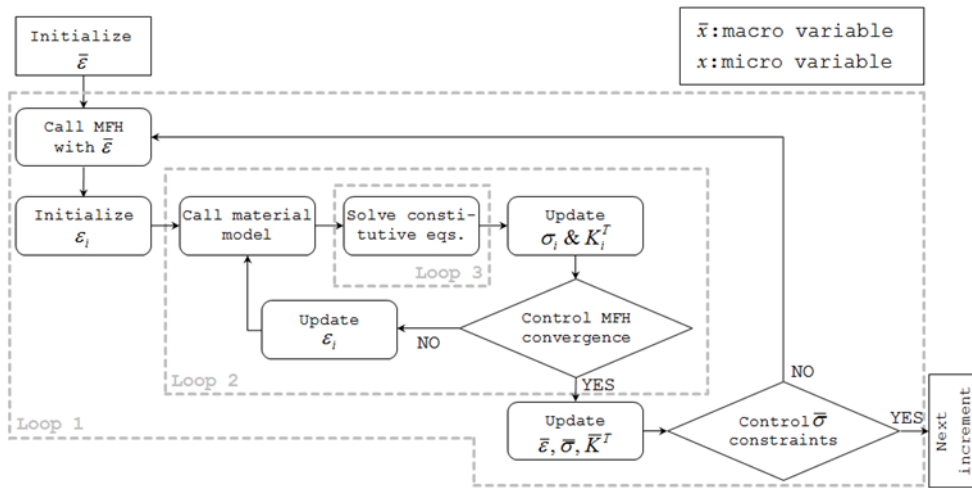 Initialize
ε̄
x̄:macro variable
x:micro variable
Call MFH
with ε̄
Initialize
εᵢ
Call material
model
Solve consti-
tutive eqs.
Loop 3
Update
σᵢ & Kᵢᵀ
Control MFH
convergence
NO
Update
εᵢ
Loop 2
YES
Update
ε̄, σ̄, K̄ᵀ
Control σ̄
constraints
NO
YES
Loop 1
Next
increment